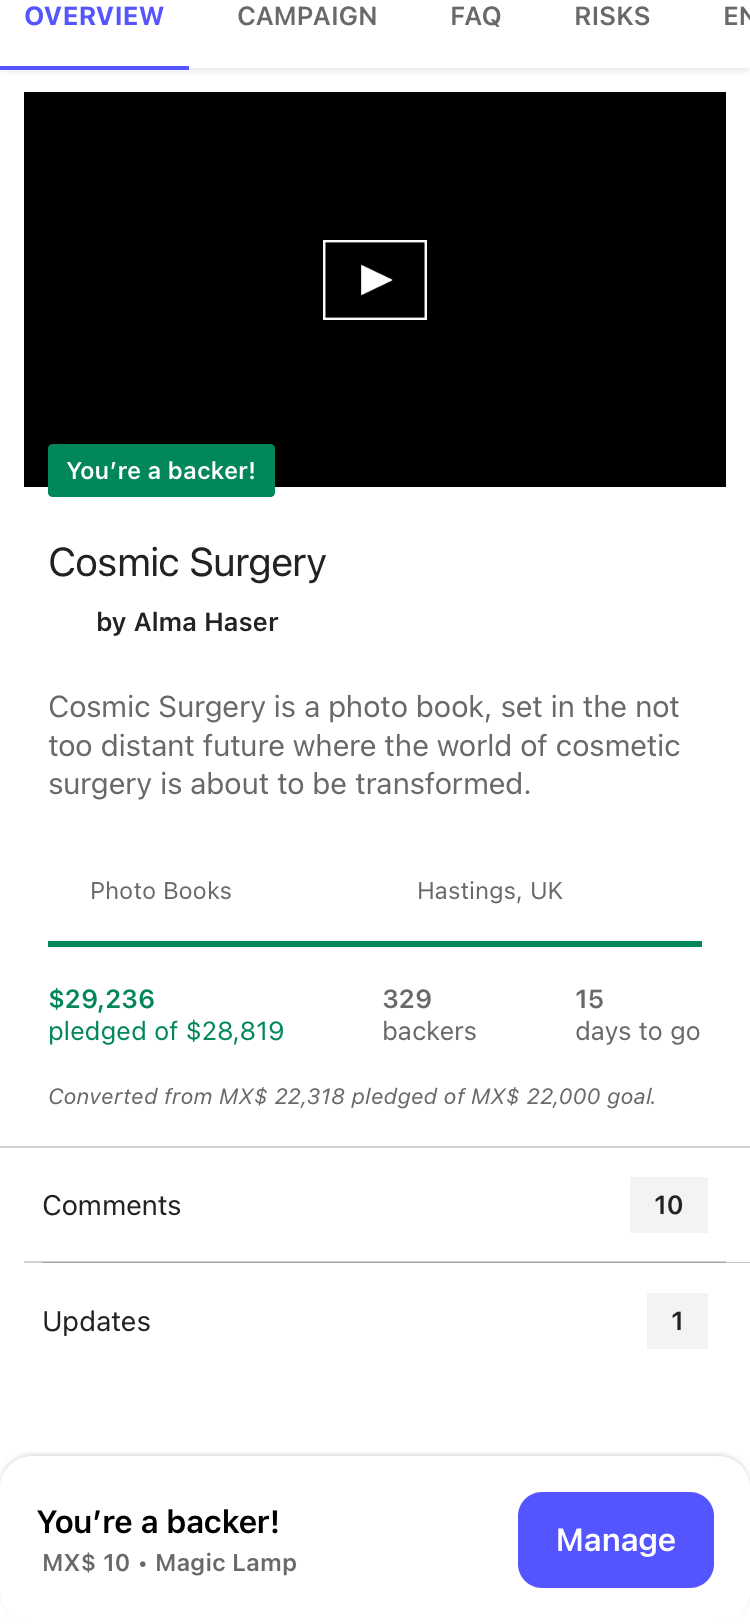 OVERVIEW CAMPAIGN FAQ RISKS EN
You’re a backer!
Cosmic Surgery
by Alma Haser
Cosmic Surgery is a photo book, set in the not
too distant future where the world of cosmetic
surgery is about to be transformed.
Photo Books Hastings, UK
$29,236 329 15
pledged of $28,819 backers days to go
Converted from MX$ 22,318 pledged of MX$ 22,000 goal.
Comments 10
Updates 1
You’re a backer!
MX$ 10 • Magic Lamp
Manage